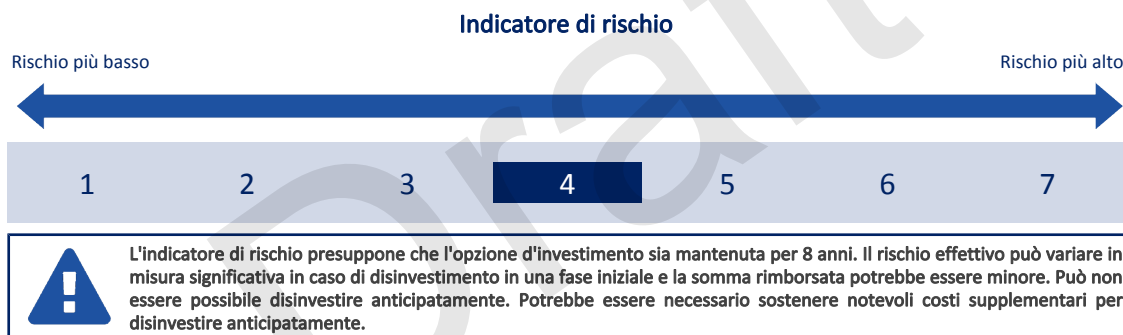 Indicatore di rischio
Rischio più basso
Rischio più alto
1 2 3 4 5 6 7
L'indicatore di rischio presuppone che l'opzione d'investimento sia mantenuta per 8 anni. Il rischio effettivo può variare in
misura significativa in caso di disinvestimento in una fase iniziale e la somma rimborsata potrebbe essere minore. Può non
essere possibile disinvestire anticipatamente. Potrebbe essere necessario sostenere notevoli costi supplementari per
disinvestire anticipatamente.
Draft